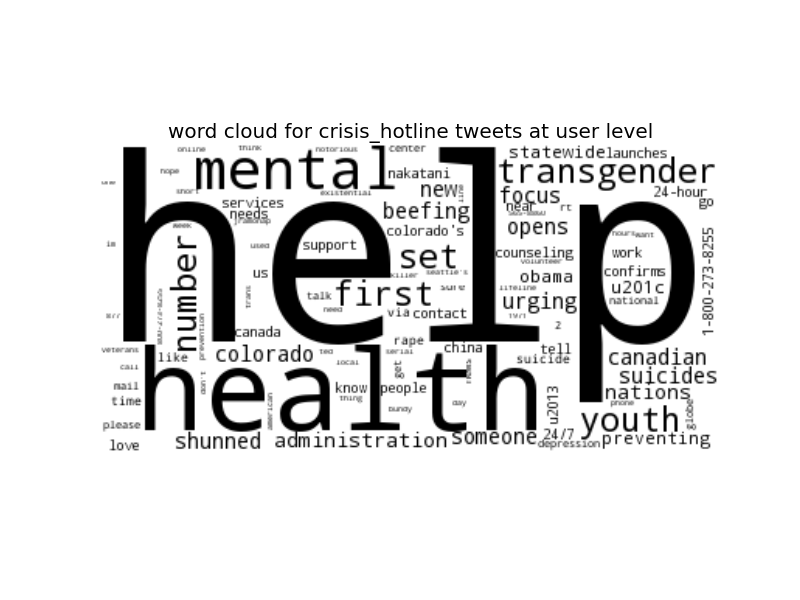 word cloud for crisis_hotline tweets at user level
online think notorious center statewide launches
mental nope nakatani transgender
short existential new focus 24-hour
services needs beefing near rt go
help
colorado's opens hours want
im used support set counseling work
volunteer
us killer seattle's obama confirms
number trans talk first sure lifeline urging u201c national
1-800-273-8255
need via contact 24/7
canada 2
prevention rape
veterans like colorado ted serial china tell canadian
call local get suicide suicides
health
mail don't know people nations
time thing bundy day u2013
please american youth globe phone
love shunned administration someone 24/7 preventing
depression